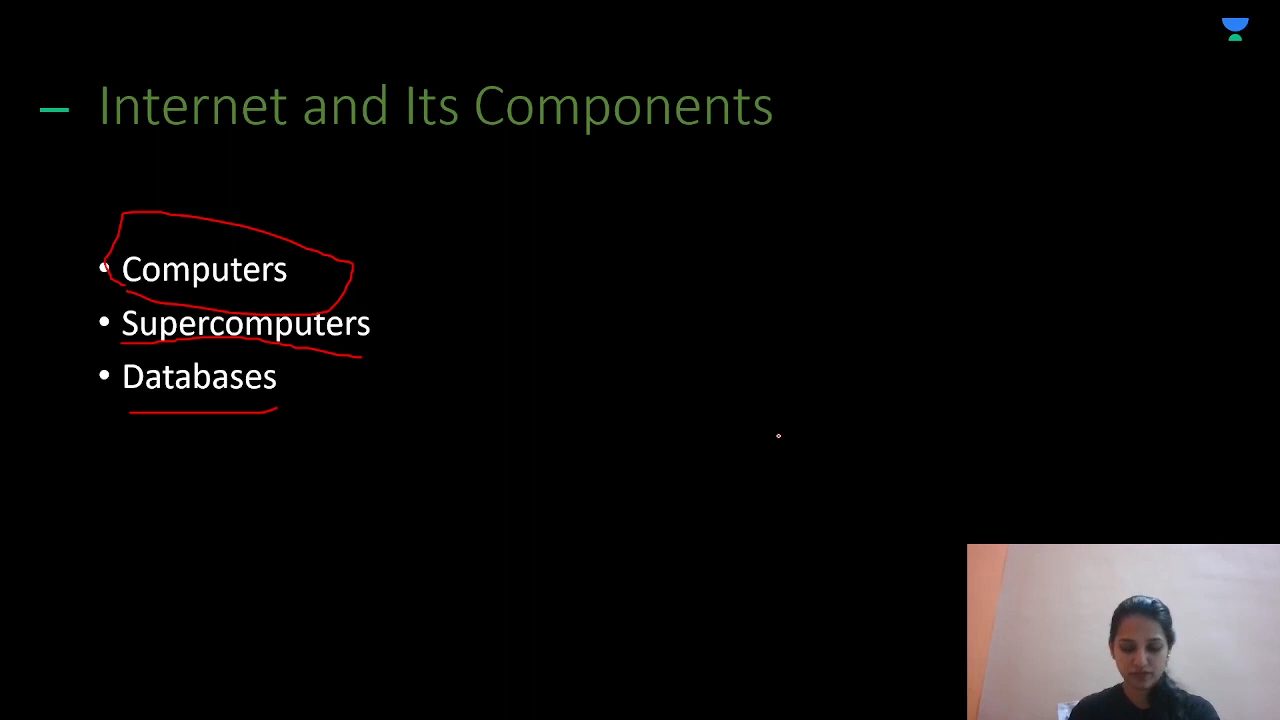 Internet and Its Components
• Computers
• Supercomputers
• Databases